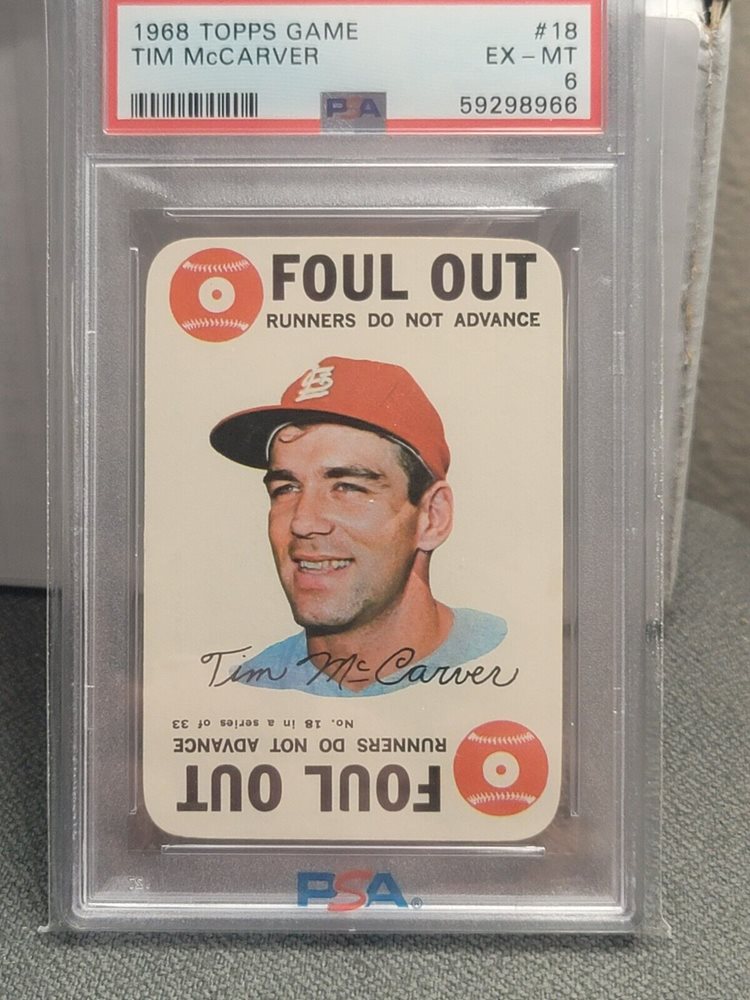 1968 TOPPS GAME #18
TIM McCARVER EX - MT
6
PSA 59298966
FOUL OUT
RUNNERS DO NOT ADVANCE
STL
Tim McCarver
No. 18 in a series of 33
RUNNERS DO NOT ADVANCE
FOUL OUT
PSA®